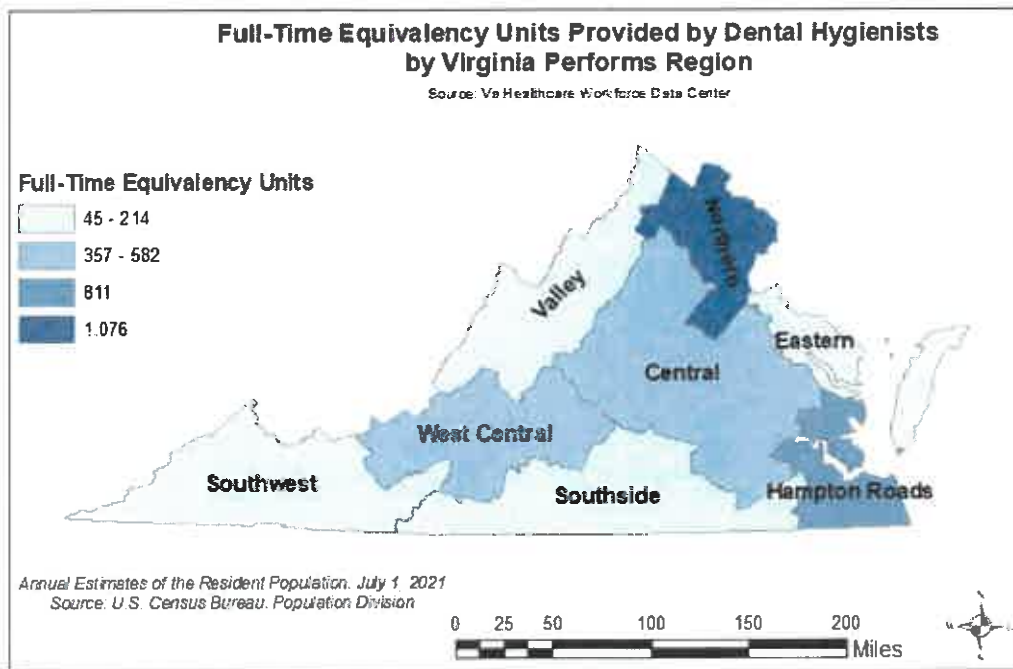 Full-Time Equivalency Units Provided by Dental Hygienists
by Virginia Performs Region
Source: Va Healthcare Workforce Data Center
Full-Time Equivalency Units
45 - 214
357 - 582
811
1,076
Northern
Valley
Eastern
Central
West Central
Southwest
Southside
Hampton Roads
Annual Estimates of the Resident Population, July 1, 2021
Source: U.S. Census Bureau, Population Division
0 25 50 100 150 200
Miles